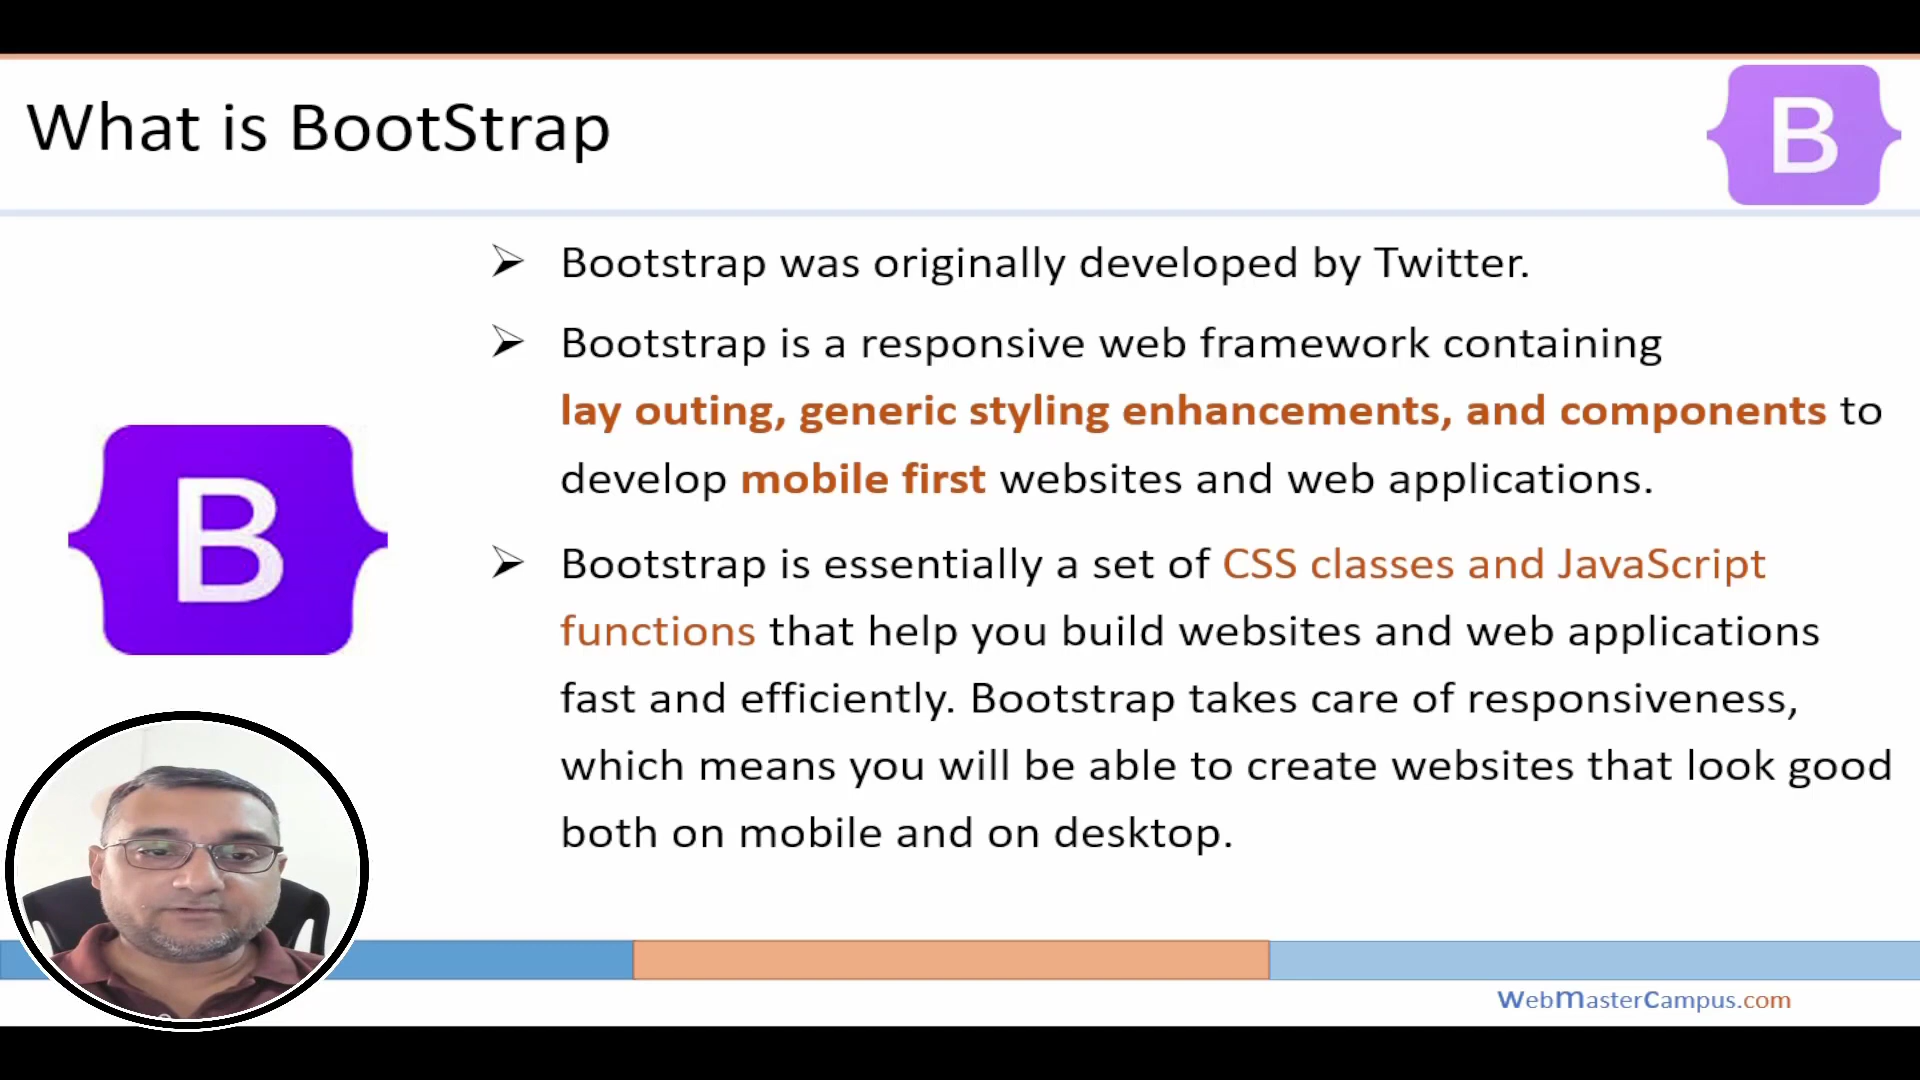 What is BootStrap
B
➢ Bootstrap was originally developed by Twitter.
➢ Bootstrap is a responsive web framework containing
lay outing, generic styling enhancements, and components to
develop mobile first websites and web applications.
B
➢ Bootstrap is essentially a set of CSS classes and JavaScript
functions that help you build websites and web applications
fast and efficiently. Bootstrap takes care of responsiveness,
which means you will be able to create websites that look good
both on mobile and on desktop.
WebmasterCampus.com